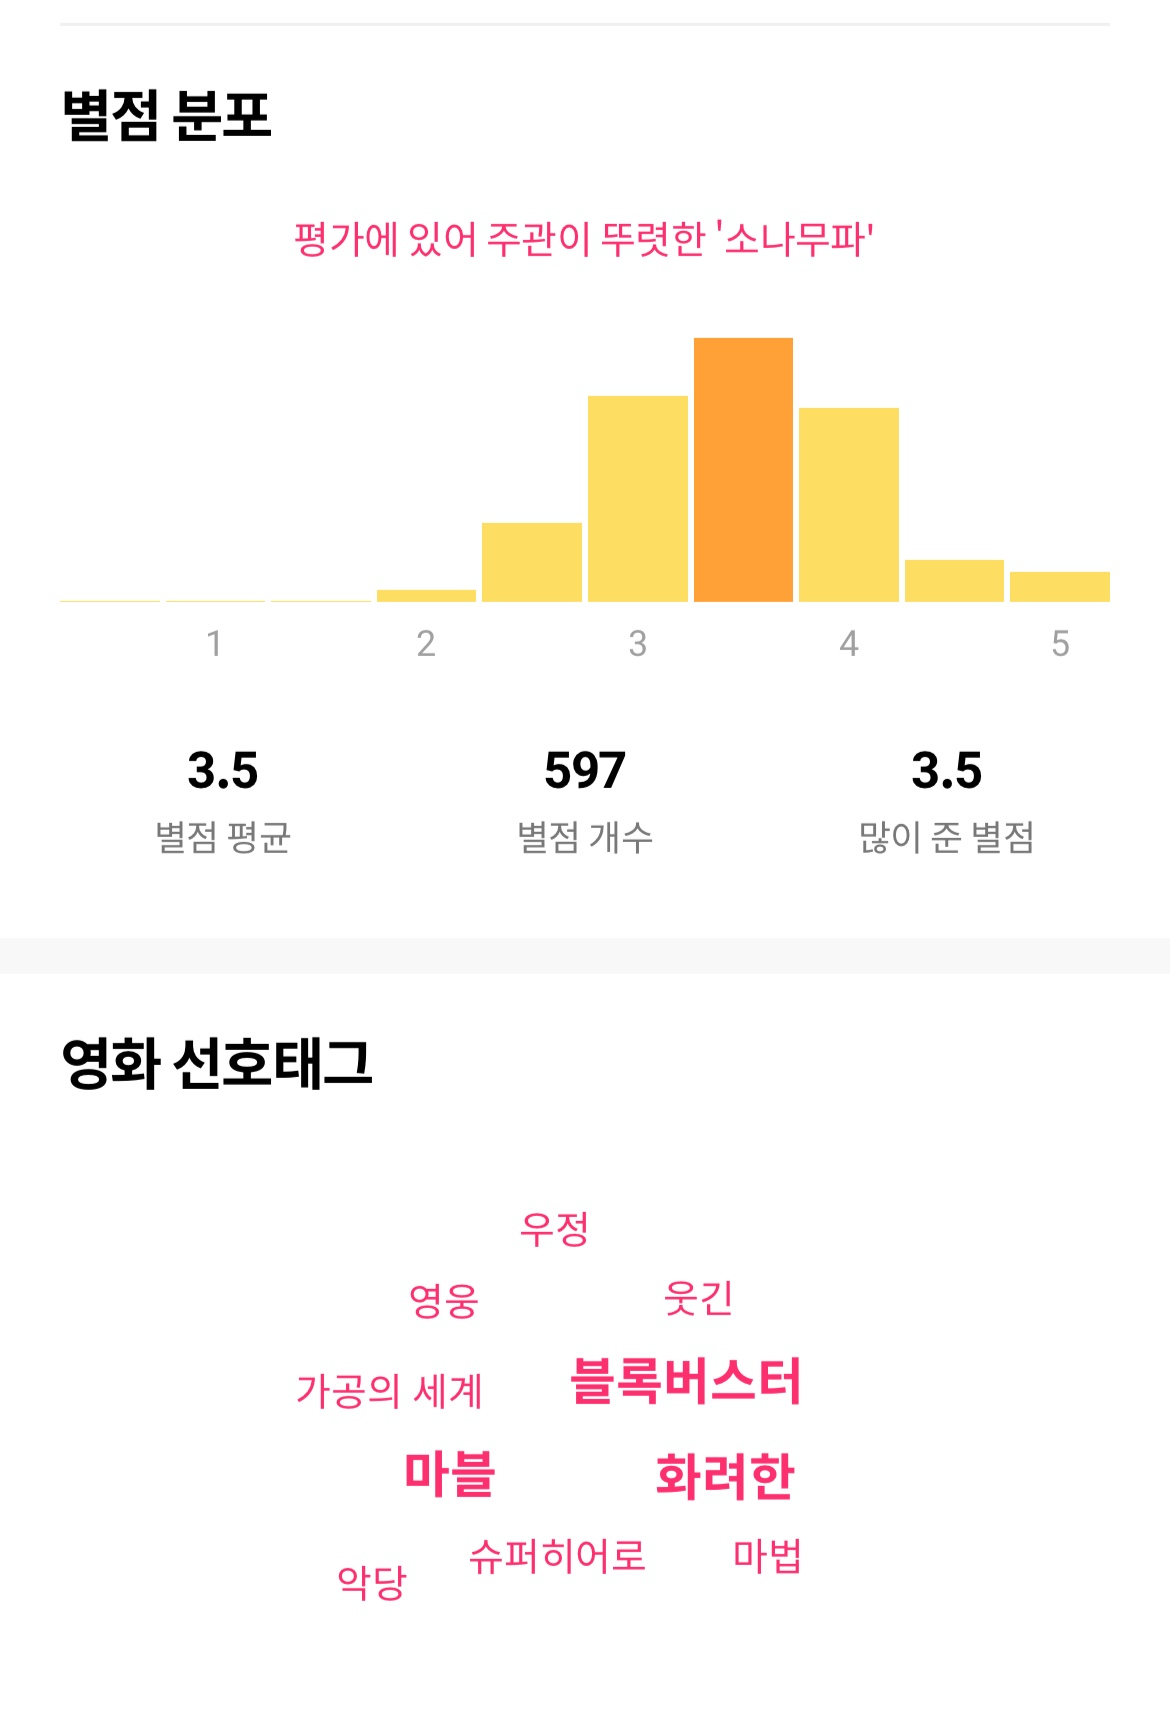 별점 분포
평가에 있어 주관이 뚜렷한 '소나무파'
1 2 3 4 5
3.5 597 3.5
별점 평균 별점 개수 많이 준 별점
영화 선호태그
우정
영웅 웃긴
가공의 세계 블록버스터
마블 화려한
슈퍼히어로 마법
악당